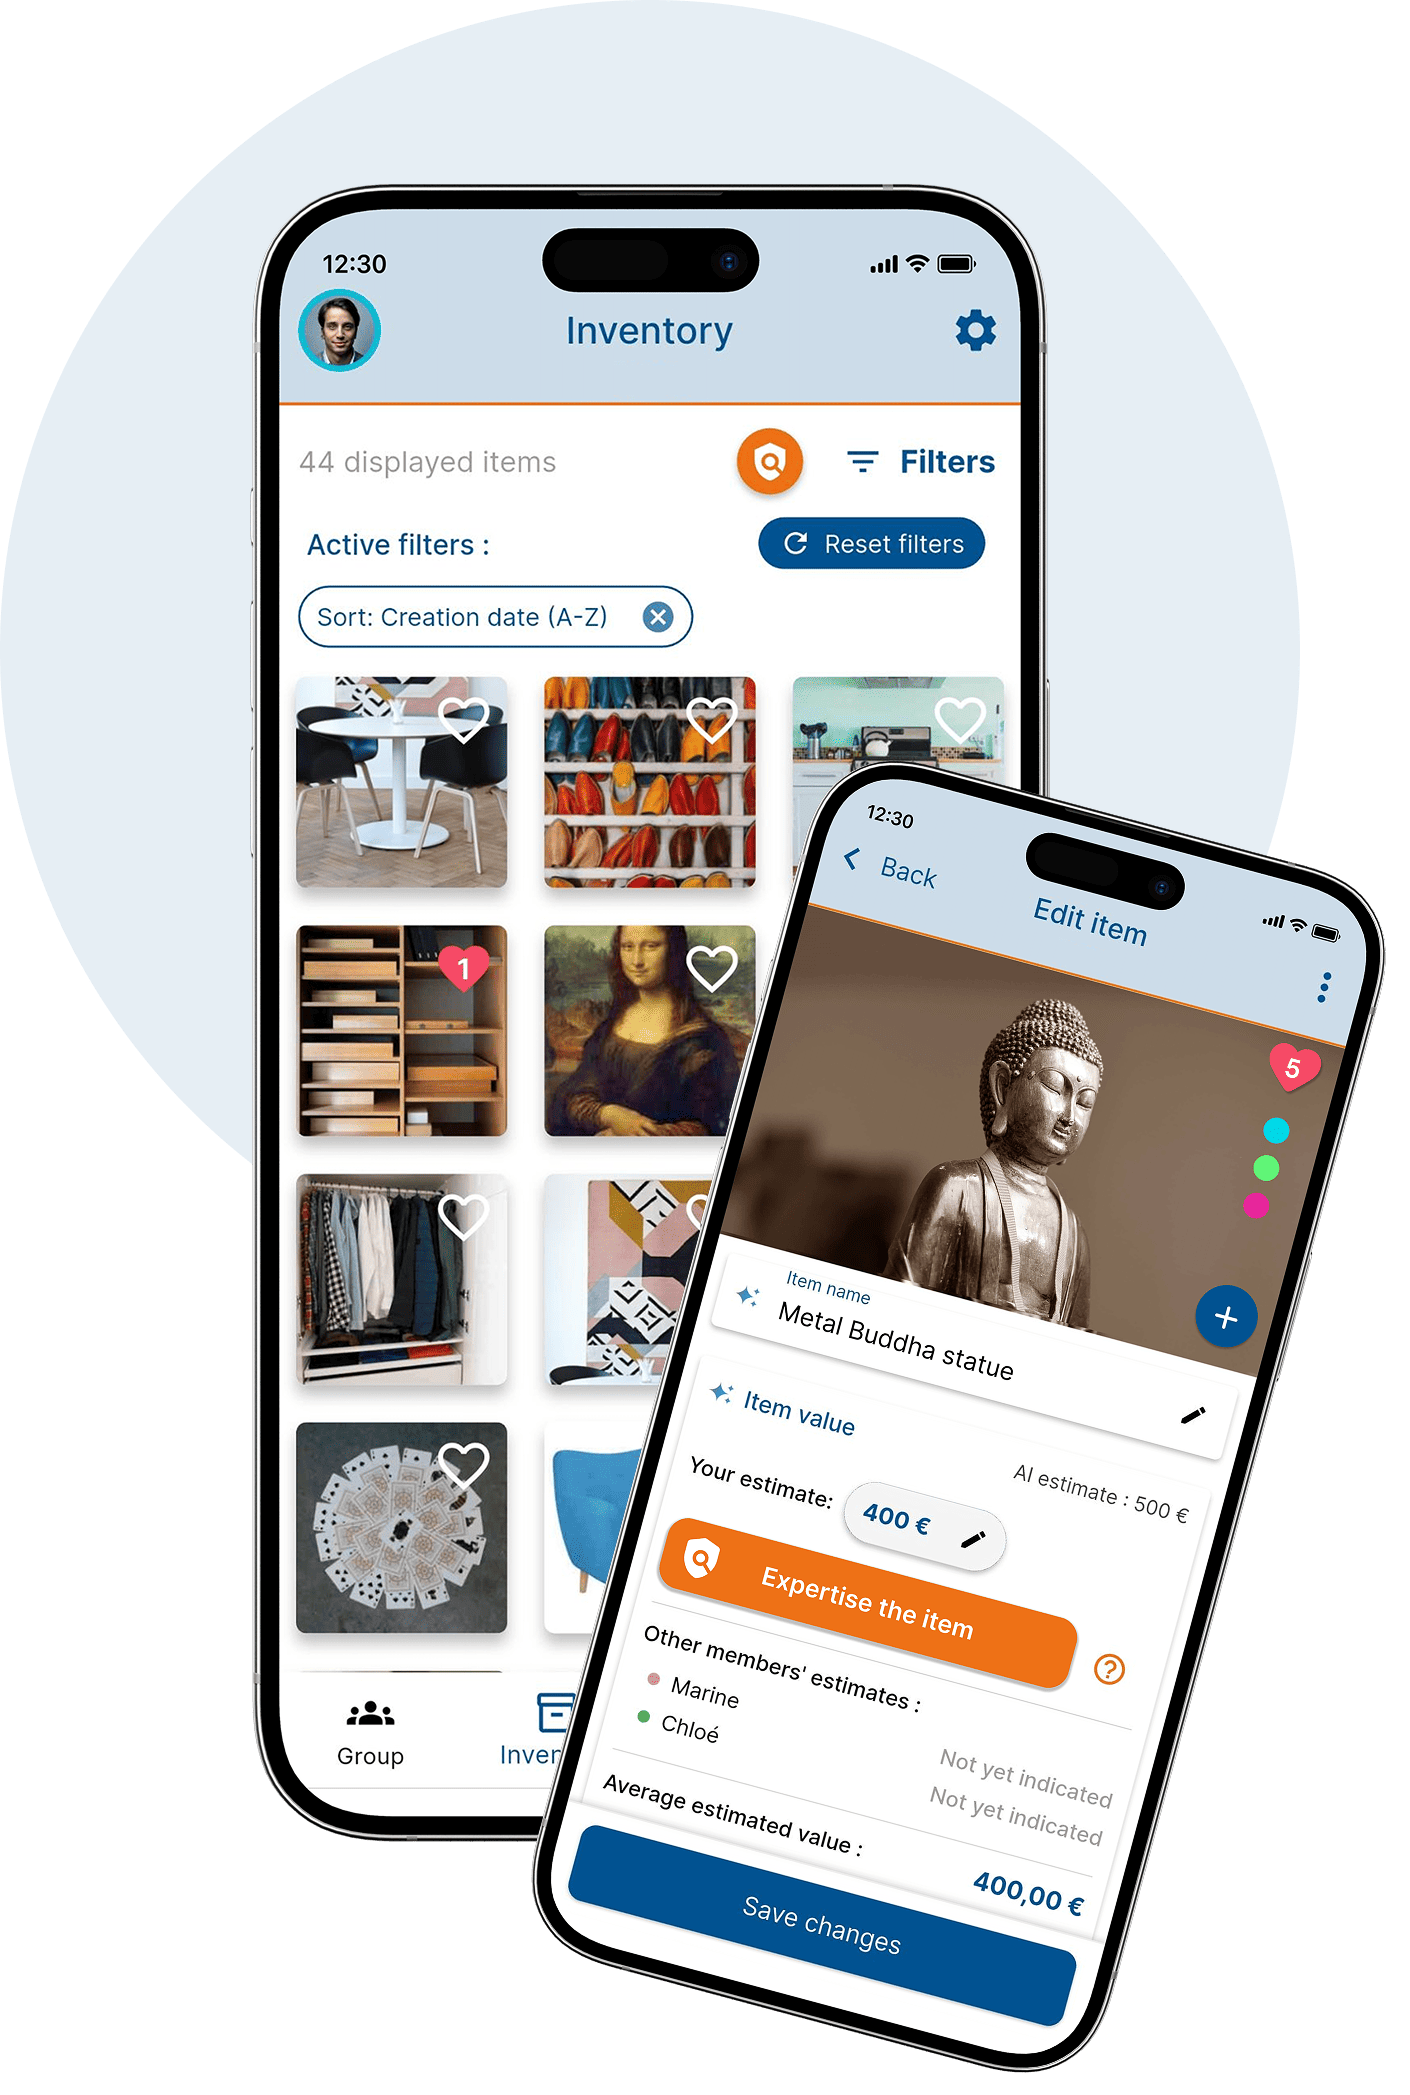 12:30
Inventory
44 displayed items
Filters
Active filters :
Reset filters
Sort: Creation date (A-Z)
1
Group
12:30
Back
Edit item
5
Item name
Metal Buddha statue
Item value
AI estimate : 500 €
Your estimate:
400 €
Expertise the item
Other members' estimates :
Marine
Not yet indicated
Chloé
Not yet indicated
Average estimated value :
400,00 €
Save changes